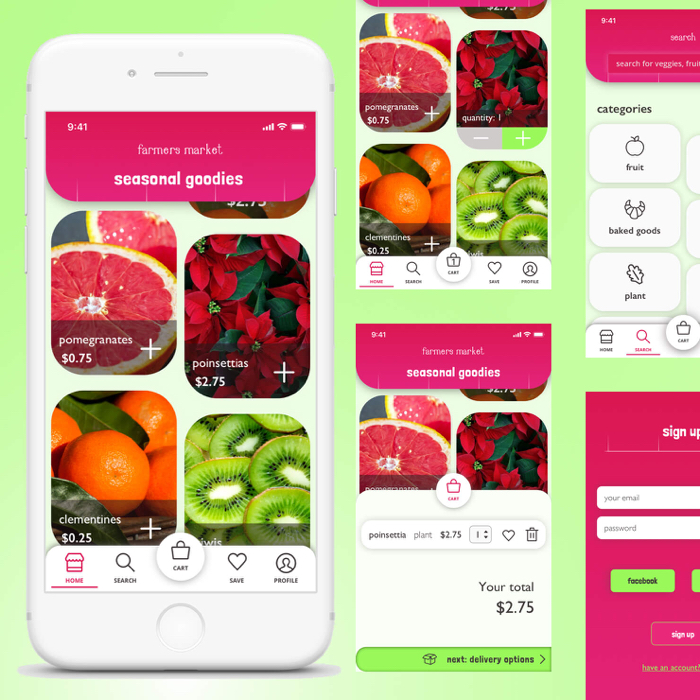 9:41
farmers market
seasonal goodies
$2.75
pomegranates
$0.75
poinsettias
$2.75
clementines
$0.25
HOME
SEARCH
CART
SAVE
PROFILE
pomegranates
$0.75
quantity: 1
clementines
$0.25
HOME
SEARCH
CART
SAVE
PROFILE
9:41
farmers market
seasonal goodies
$2.75
CART
poinsettia plant $2.75 1
Your total
$2.75
next: delivery options
9:41
search
search for veggies, fruit
categories
fruit
baked goods
plant
HOME
SEARCH
CART
sign up
your email
password
facebook
sign up
have an account?